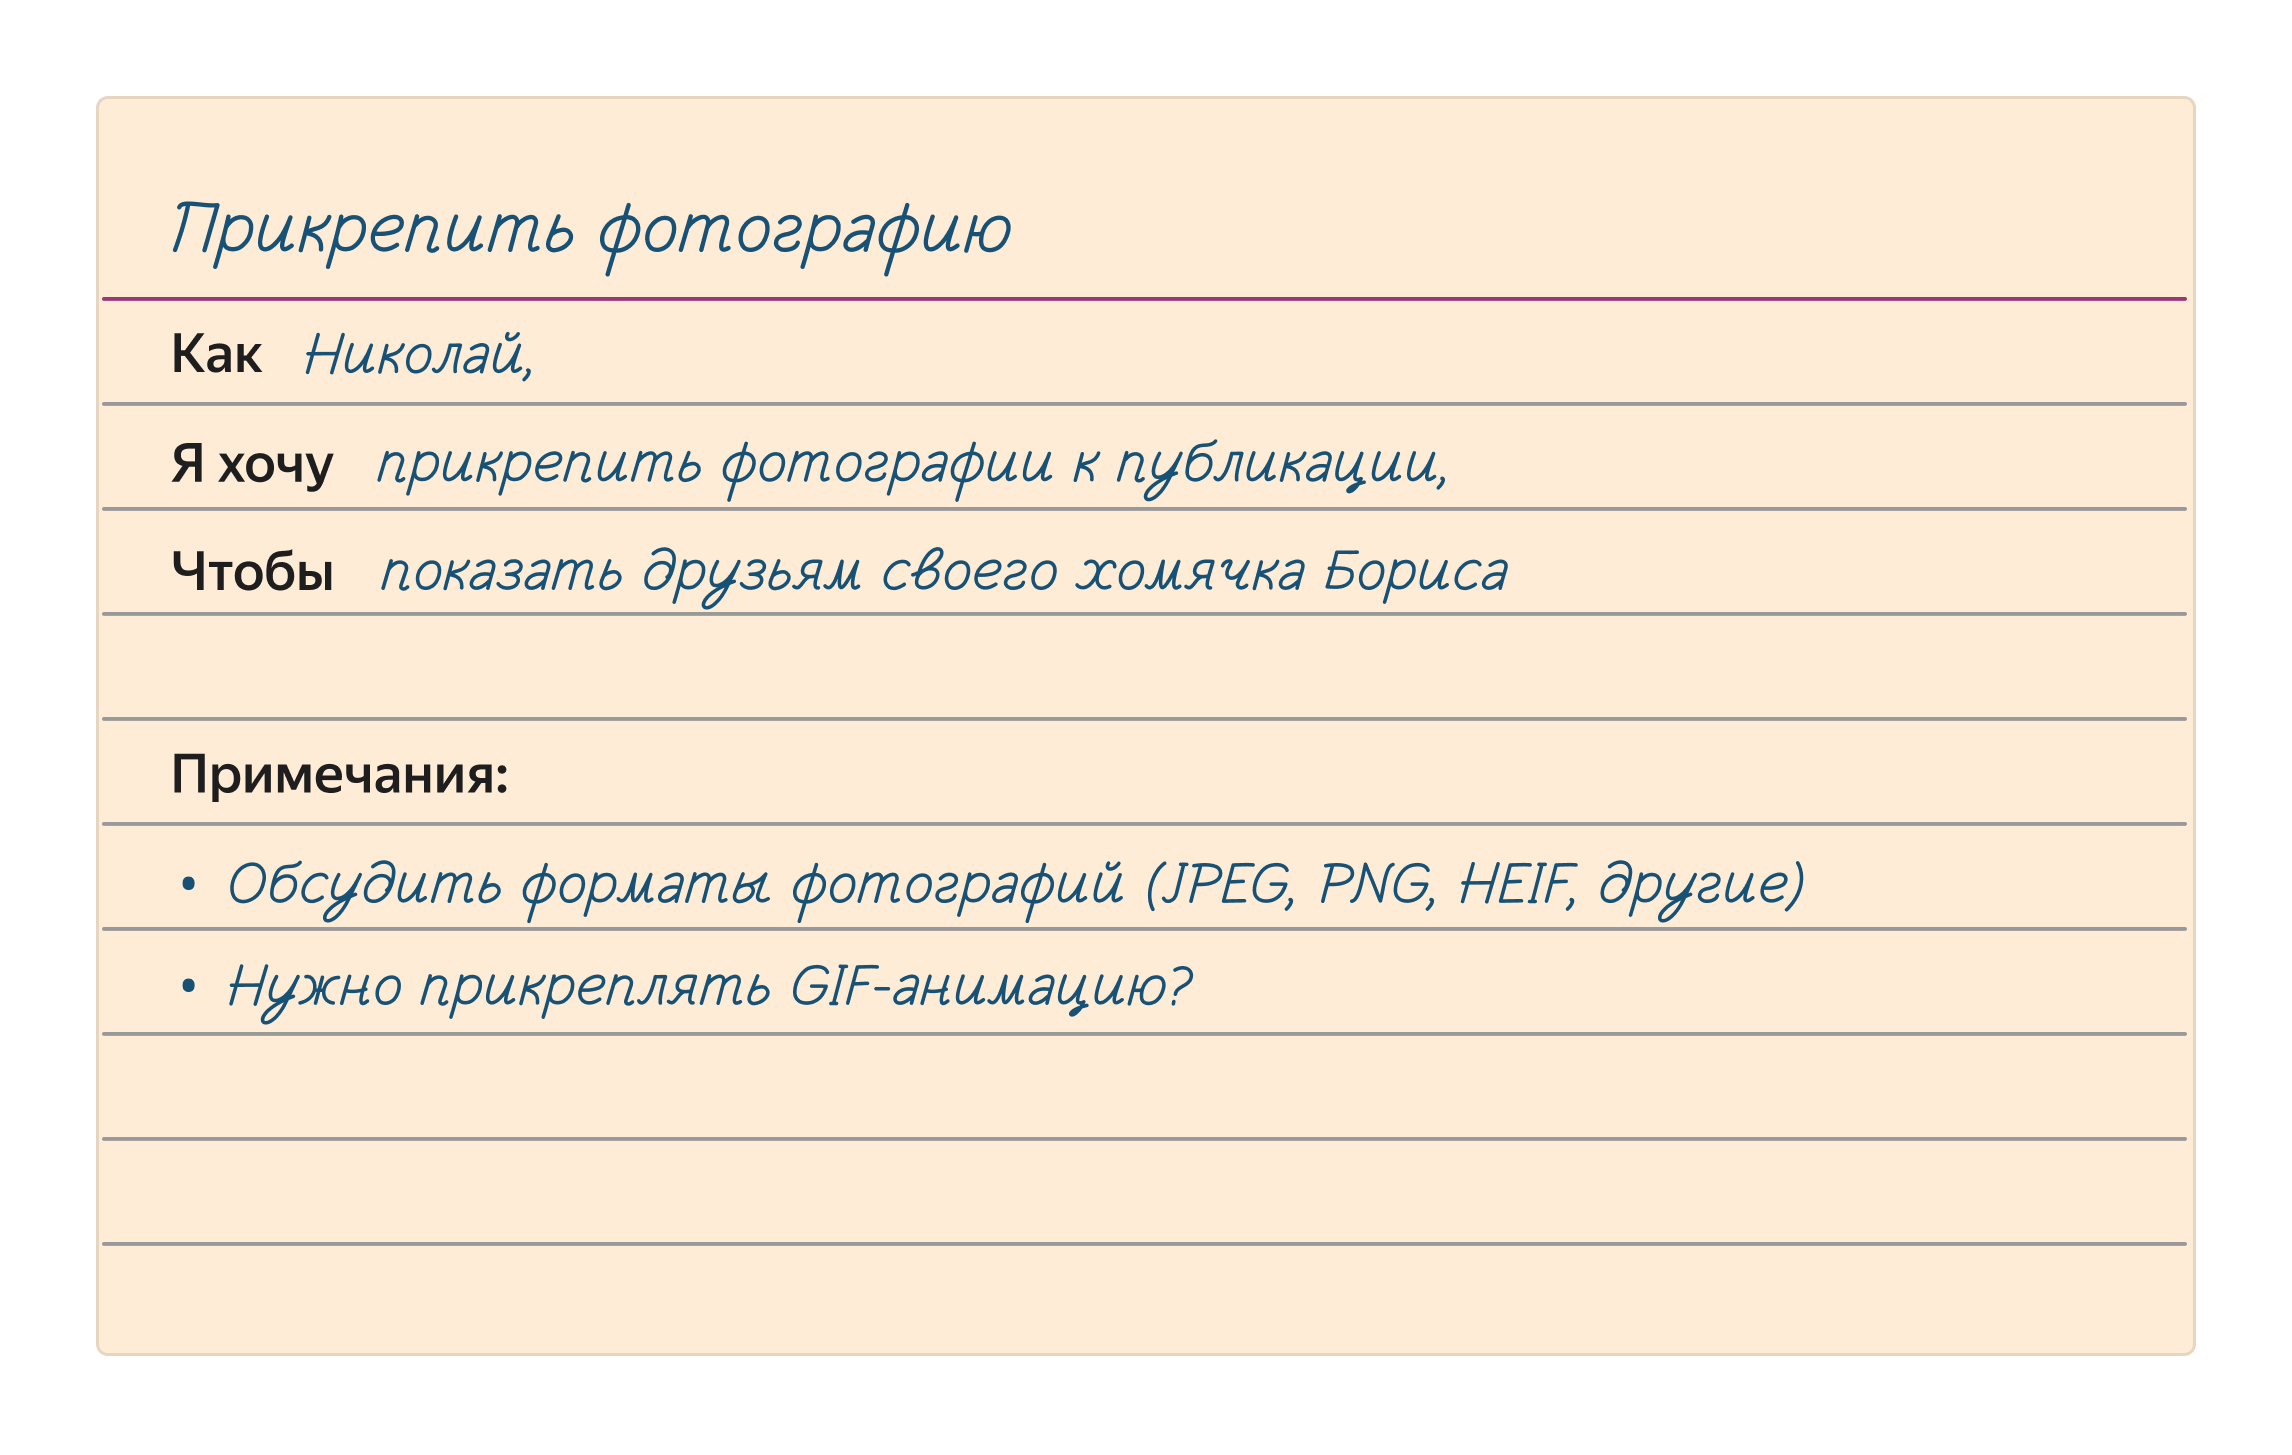 Прикрепить фотографию
Как Николай,
Я хочу прикрепить фотографии к публикации,
Чтобы показать друзьям своего хомячка Бориса
Примечания:
• Обсудить форматы фотографий (JPEG, PNG, HEIF, другие)
• Нужно прикреплять GIF-анимацию?